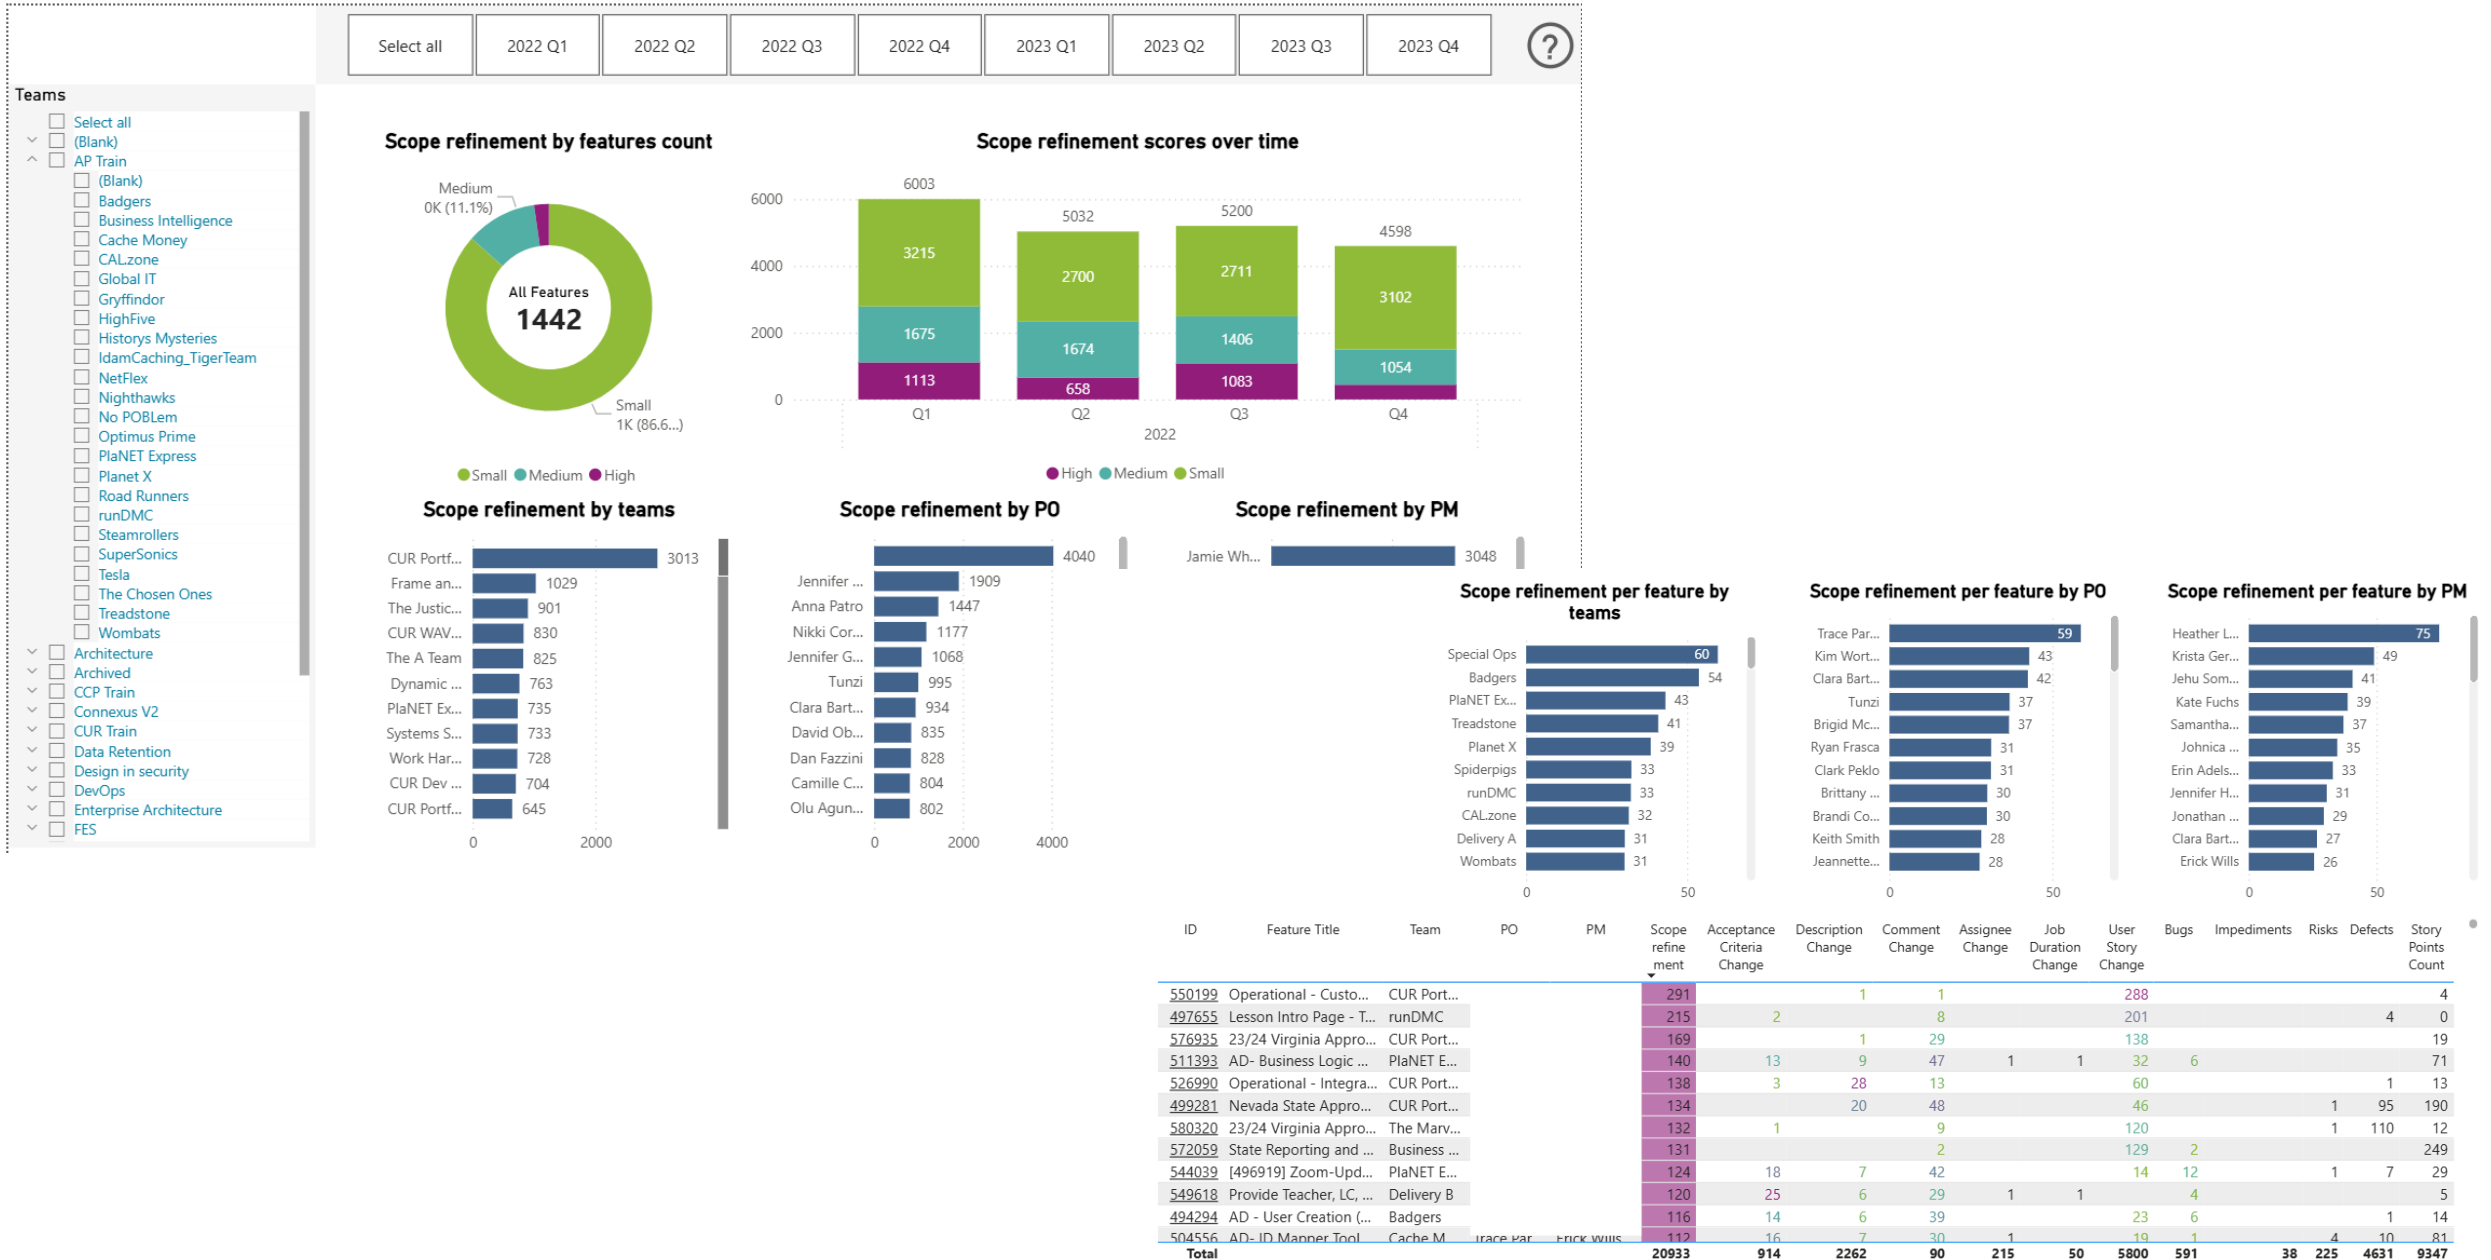 Select all 2022 Q1 2022 Q2 2022 Q3 2022 Q4 2023 Q1 2023 Q2 2023 Q3 2023 Q4 ?
Teams
Select all
(Blank)
AP Train
(Blank)
Badgers
Business Intelligence
Cache Money
CALzone
Global IT
Gryffindor
HighFive
Historys Mysteries
IdamCaching_TigerTeam
NetFlex
Nighthawks
No POBLem
Optimus Prime
PlaNET Express
Planet X
Road Runners
runDMC
Steamrollers
SuperSonics
Tesla
The Chosen Ones
Treadstone
Wombats
Architecture
Archived
CCP Train
Connexus V2
CUR Train
Data Retention
Design in security
DevOps
Enterprise Architecture
FES
Scope refinement by features count
Medium
0K (11.1%)
All Features
1442
Small
1K (86.6...)
Small Medium High
Scope refinement scores over time
6003
6000
5032
5200
4598
4000
3215
2700
2711
3102
2000
1675
1674
1406
1054
1113
658
1083
0
Q1 Q2 Q3 Q4
2022
High Medium Small
Scope refinement by teams
CUR Portf... 3013
Frame an... 1029
The Justic... 901
CUR WAV... 830
The A Team 825
Dynamic ... 763
PlaNET Ex... 735
Systems S... 733
Work Har... 728
CUR Dev ... 704
CUR Portf... 645
0 2000
Scope refinement by PO
4040
Jennifer ... 1909
Anna Patro 1447
Nikki Cor... 1177
Jennifer G... 1068
Tunzi 995
Clara Bart... 934
David Ob... 835
Dan Fazzini 828
Camille C... 804
Olu Agun... 802
0 2000 4000
Scope refinement by PM
Jamie Wh... 3048
Scope refinement per feature by
teams
Special Ops 60
Badgers 54
PlaNET Ex... 43
Treadstone 41
Planet X 39
Spiderpigs 33
runDMC 33
CALzone 32
Delivery A 31
Wombats 31
0 50
Scope refinement per feature by PO
Trace Par... 59
Kim Wort... 43
Clara Bart... 42
Tunzi 37
Brigid Mc... 37
Ryan Frasca 31
Clark Peklo 31
Brittany ... 30
Brandi Co... 30
Keith Smith 28
Jeannette... 28
0 50
Scope refinement per feature by PM
Heather L... 75
Krista Ger... 49
Jehu Som... 41
Kate Fuchs 39
Samantha... 37
Johnica ... 35
Erin Adels... 33
Jennifer H... 31
Jonathan ... 29
Clara Bart... 27
Erick Wills 26
0 50
ID Feature Title Team PO PM Scope Acceptance Description Comment Assignee Job User Bugs Impediments Risks Defects Story
refine Criteria Change Change Change Duration Story Points
ment Change Change Change Count
550199 Operational - Custo... CUR Port... 291 1 1 288 4
497655 Lesson Intro Page - T... runDMC 215 2 8 201 4 0
576935 23/24 Virginia Appro... CUR Port... 169 1 29 138 19
511393 AD- Business Logic ... PlaNET E... 140 13 9 47 1 1 32 6 71
526990 Operational - Integra... CUR Port... 138 3 28 13 60 1 13
499281 Nevada State Appro... CUR Port... 134 20 48 46 1 95 190
580320 23/24 Virginia Appro... The Marv... 132 1 9 120 1 110 12
572059 State Reporting and ... Business ... 131 2 129 2 249
544039 [496919] Zoom-Upd... PlaNET E... 124 18 7 42 14 12 1 7 29
549618 Provide Teacher, LC, ... Delivery B 120 25 6 29 1 1 4 5
494294 AD - User Creation (... Badgers 116 14 6 39 23 6 1 14
504556 AD- ID Manner Tool Cache M Trace Par Erick Wills 112 16 7 30 1 19 1 4 10 81
Total 20933 914 2262 90 215 50 5800 591 38 225 4631 9347